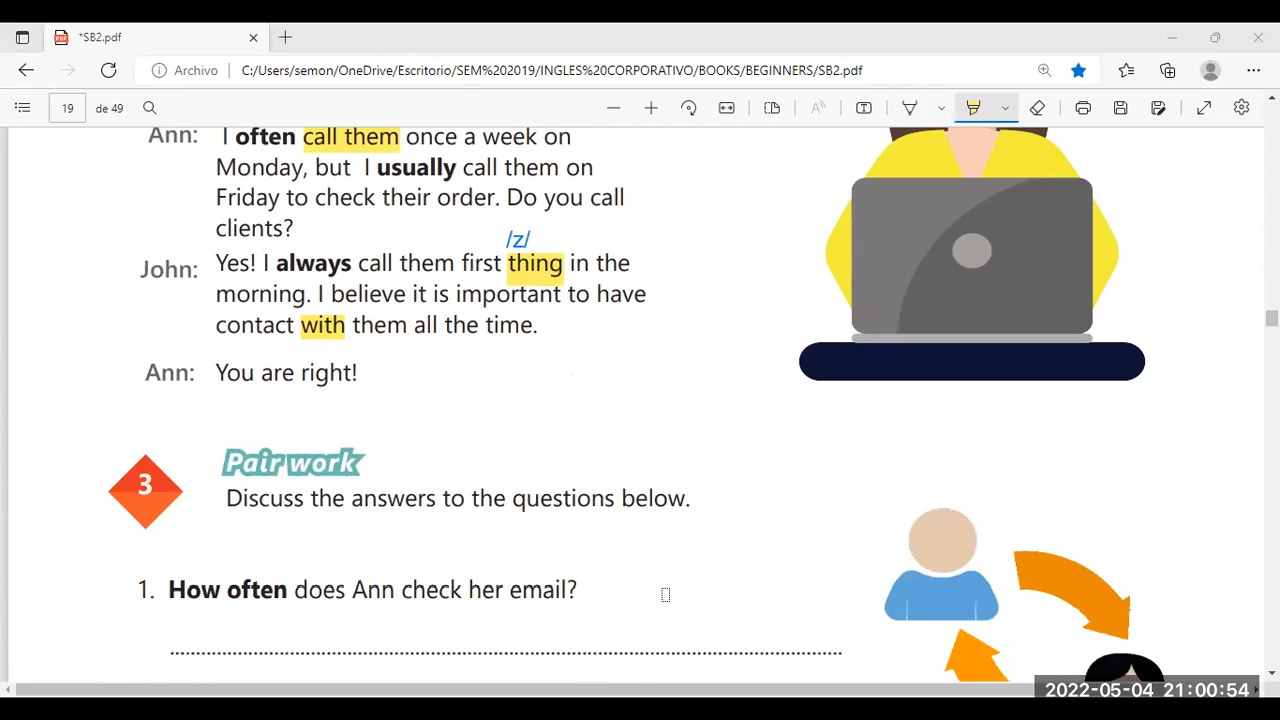 *SB2.pdf
Archivo
C:/Users/semon/OneDrive/Escritorio/SEM%202019/INGLES%20CORPORATIVO/BOOKS/BEGINNERS/SB2.pdf
19 de 49
Ann: I often call them once a week on
Monday, but I usually call them on
Friday to check their order. Do you call
clients?
/z/
John: Yes! I always call them first thing in the
morning. I believe it is important to have
contact with them all the time.
Ann: You are right!
3
Pair work
Discuss the answers to the questions below.
1. How often does Ann check her email?
2022-05-04 21:00:54